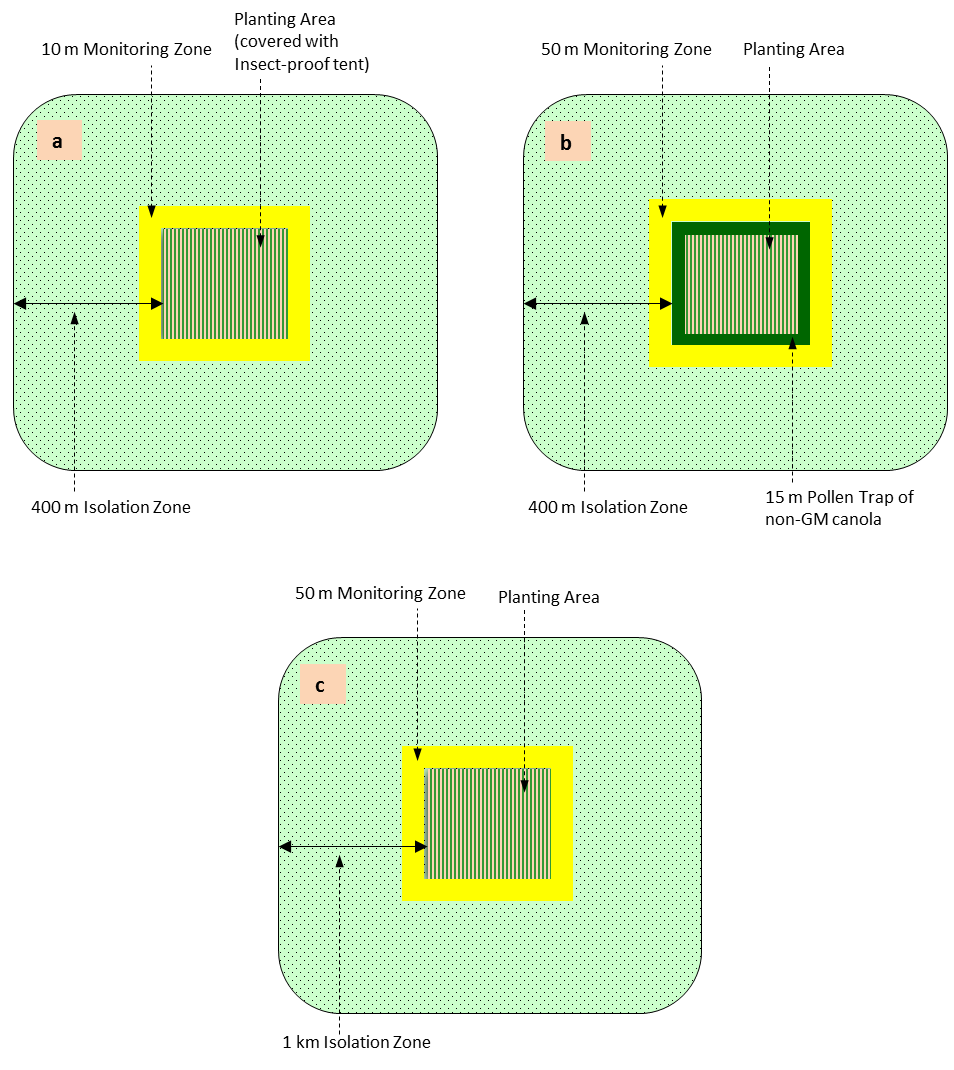 10 m Monitoring Zone
Planting Area
(covered with
Insect-proof tent)
a
400 m Isolation Zone
50 m Monitoring Zone
Planting Area
b
400 m Isolation Zone
15 m Pollen Trap of
non-GM canola
50 m Monitoring Zone
Planting Area
c
1 km Isolation Zone